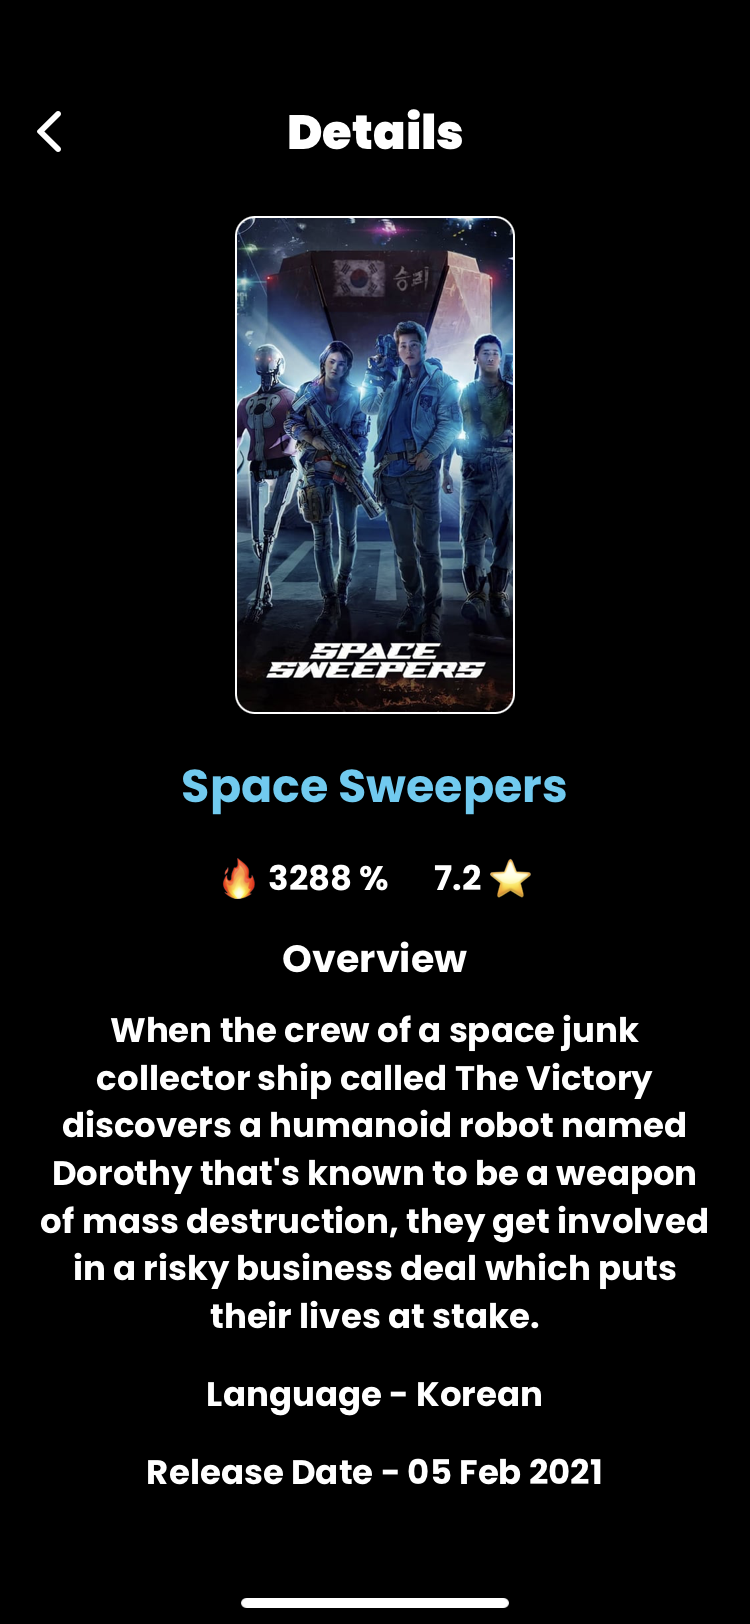 Details
승리
SPACE
SWEEPERS
Space Sweepers
🔥 3288 % 7.2 ⭐
Overview
When the crew of a space junk
collector ship called The Victory
discovers a humanoid robot named
Dorothy that's known to be a weapon
of mass destruction, they get involved
in a risky business deal which puts
their lives at stake.
Language - Korean
Release Date - 05 Feb 2021